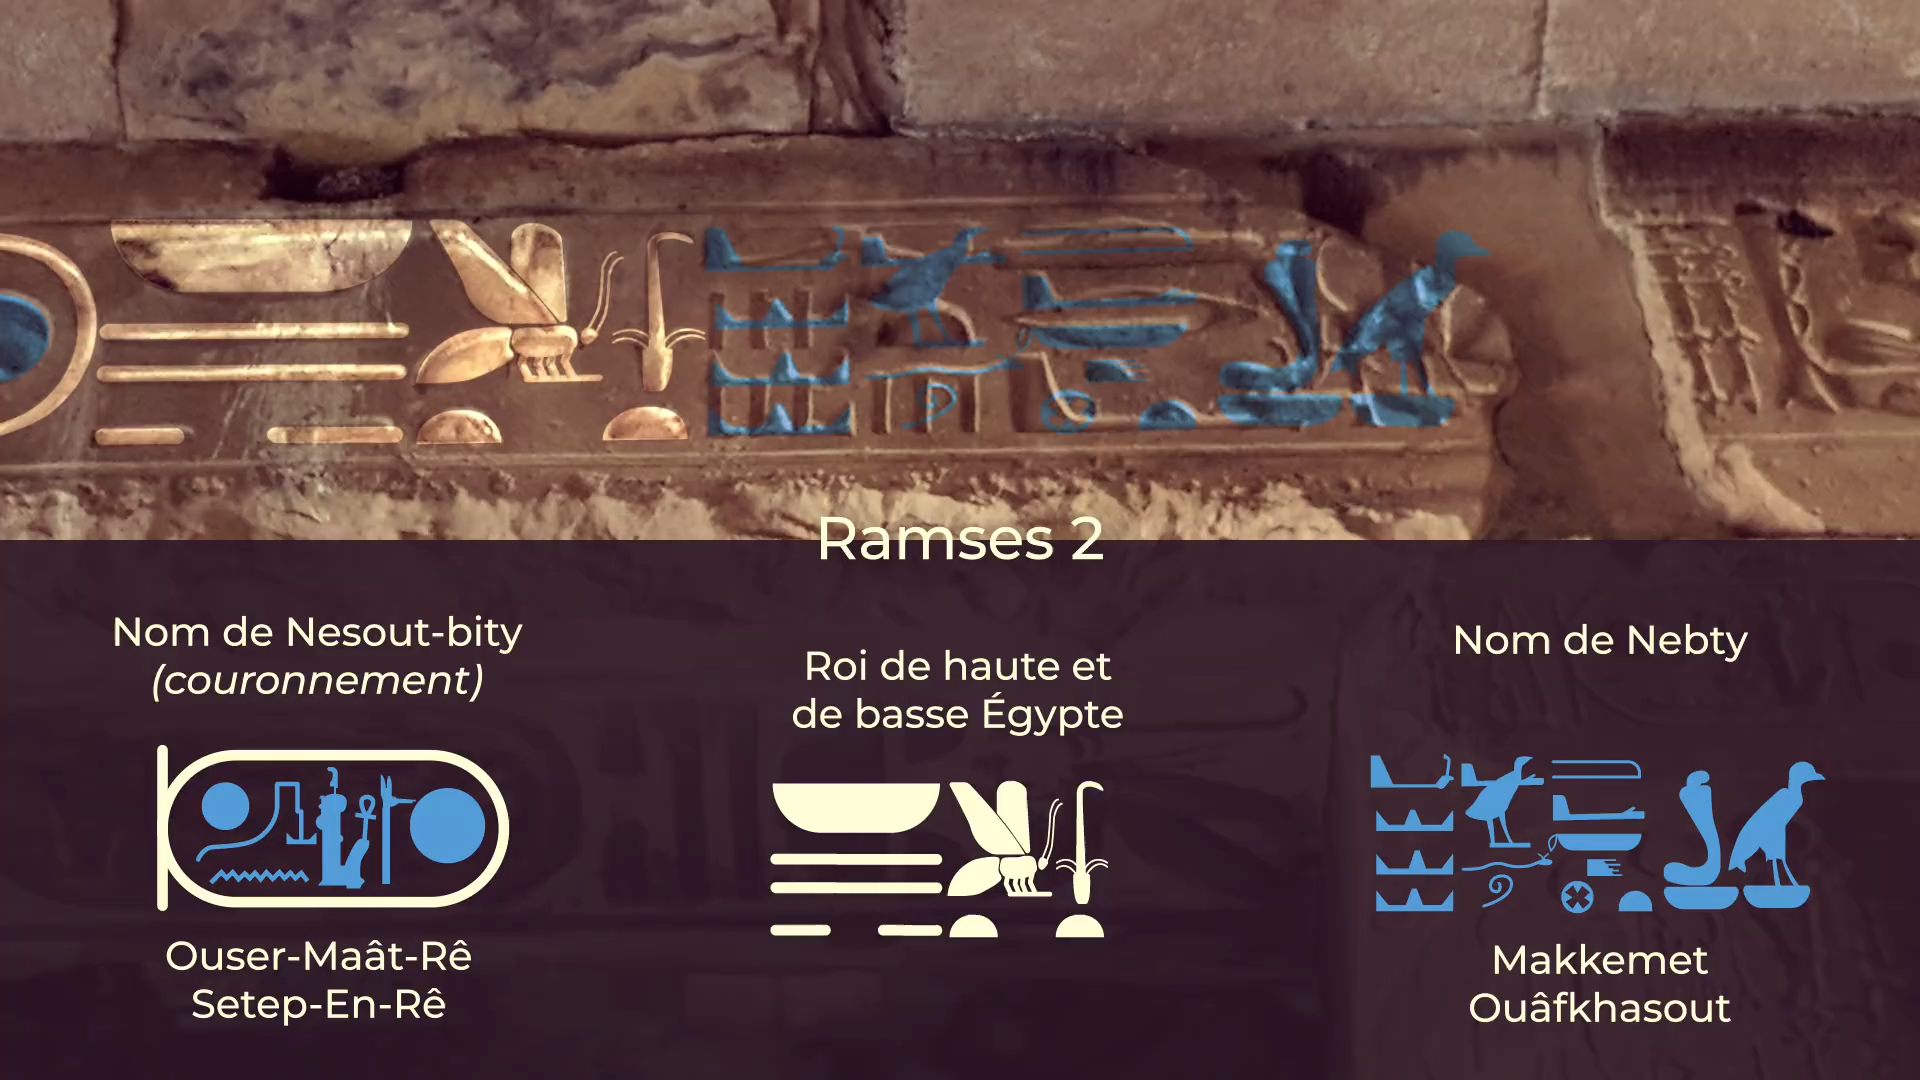 Ramses 2
Nom de Nesout-bity
(couronnement)
Ouser-Maât-Rê
Setep-En-Rê
Roi de haute et
de basse Égypte
Nom de Nebty
Makkemet
Ouâfkhasout